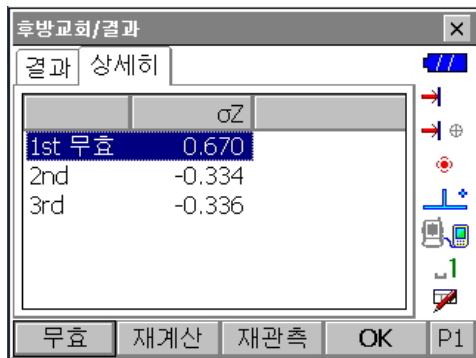 후방교회/결과
결과 상세히
σZ
1st 무효 0.670
2nd -0.334
3rd -0.336
1
무효 재계산 재관측 OK P1